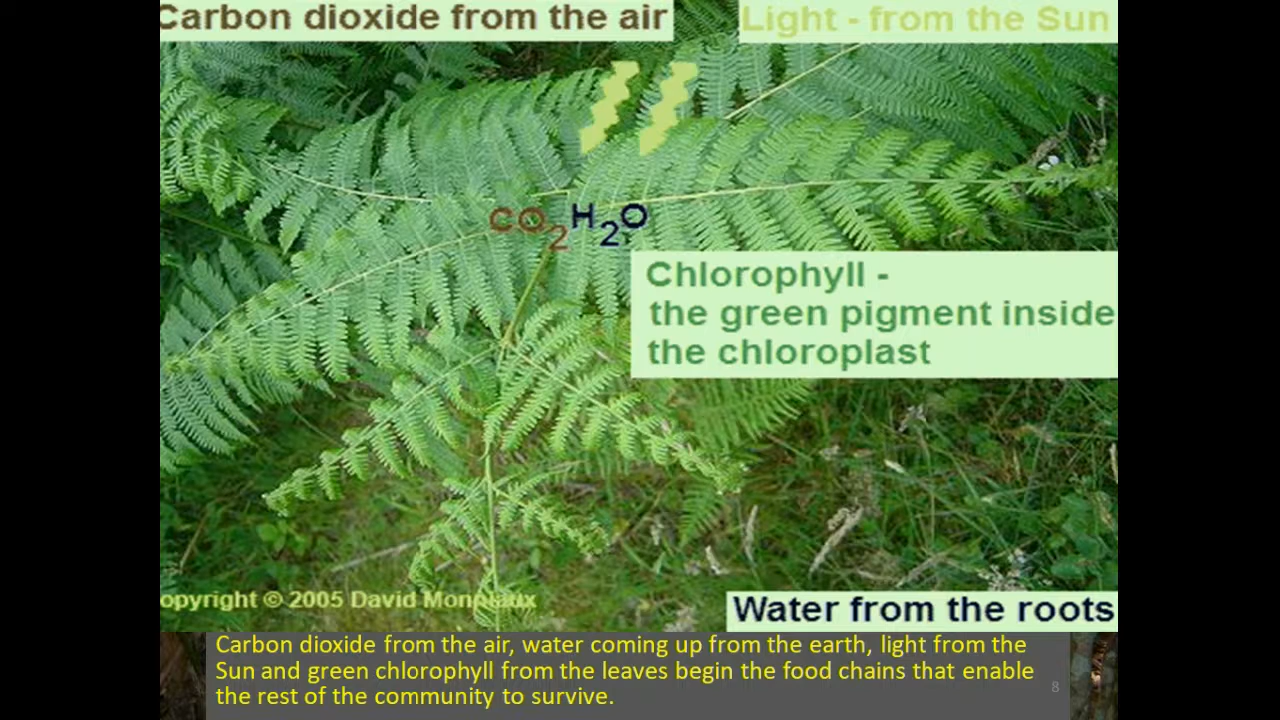 Carbon dioxide from the air
Light - from the Sun
CO2 H2O
Chlorophyll -
the green pigment inside
the chloroplast
opyright © 2005 David Monplaux
Water from the roots
Carbon dioxide from the air, water coming up from the earth, light from the
Sun and green chlorophyll from the leaves begin the food chains that enable
the rest of the community to survive.
8